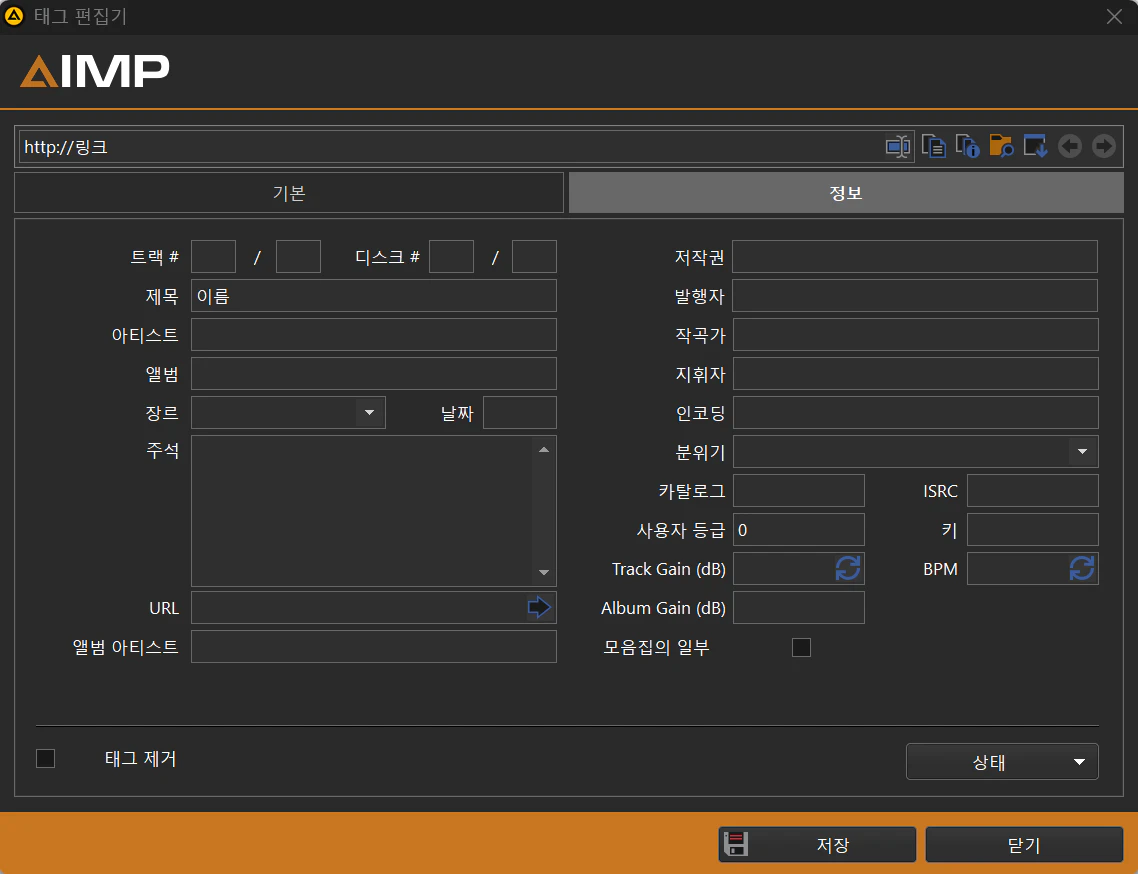 태그 편집기
AIMP
http://링크
기본 정보
트랙 # / 디스크 # /
제목 이름
아티스트
앨범
장르 날짜
주석
URL
앨범 아티스트
저작권
발행자
작곡가
지휘자
인코딩
분위기
카탈로그 ISRC
사용자 등급 0 키
Track Gain (dB) BPM
Album Gain (dB)
모음집의 일부
태그 제거 상태
저장 닫기